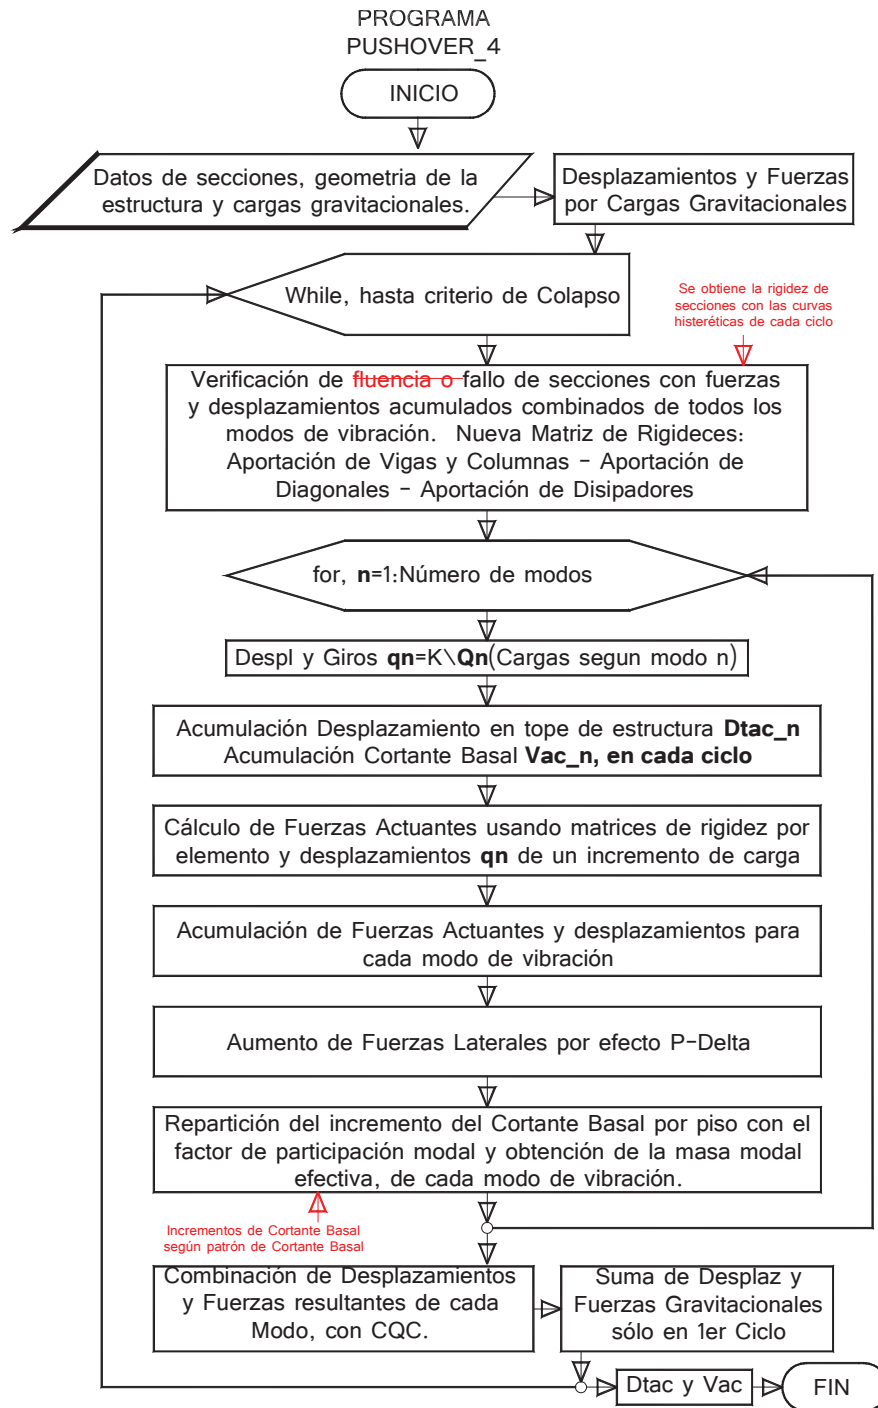 PROGRAMA
PUSHOVER_4
INICIO
Datos de secciones, geometria de la
estructura y cargas gravitacionales.
Desplazamientos y Fuerzas
por Cargas Gravitacionales
While, hasta criterio de Colapso
Se obtiene la rigidez de
secciones con las curvas
histeréticas de cada ciclo
Verificación de fluencia o fallo de secciones con fuerzas
y desplazamientos acumulados combinados de todos los
modos de vibración. Nueva Matriz de Rigideces:
Aportación de Vigas y Columnas - Aportación de
Diagonales - Aportación de Disipadores
for, n=1:Número de modos
Despl y Giros qn=K\Qn(Cargas segun modo n)
Acumulación Desplazamiento en tope de estructura Dtac_n
Acumulación Cortante Basal Vac_n, en cada ciclo
Cálculo de Fuerzas Actuantes usando matrices de rigidez por
elemento y desplazamientos qn de un incremento de carga
Acumulación de Fuerzas Actuantes y desplazamientos para
cada modo de vibración
Aumento de Fuerzas Laterales por efecto P-Delta
Repartición del incremento del Cortante Basal por piso con el
factor de participación modal y obtención de la masa modal
efectiva, de cada modo de vibración.
Incrementos de Cortante Basal
según patrón de Cortante Basal
Combinación de Desplazamientos
y Fuerzas resultantes de cada
Modo, con CQC.
Suma de Desplaz y
Fuerzas Gravitacionales
sólo en 1er Ciclo
Dtac y Vac
FIN